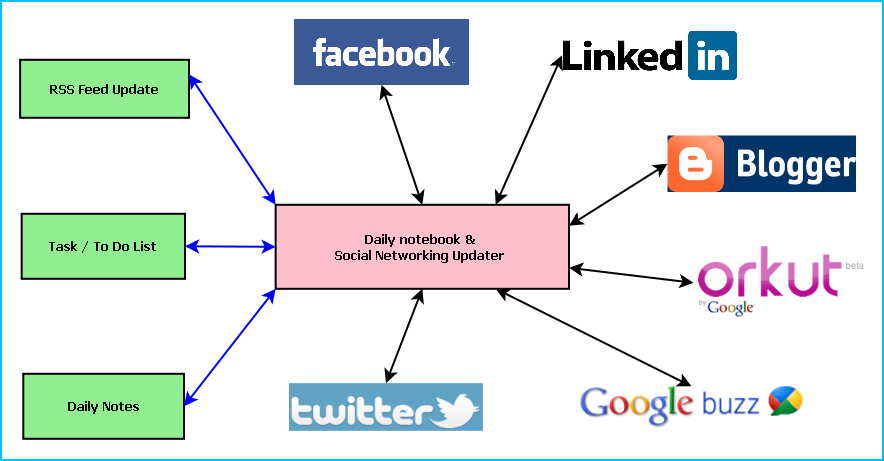 facebook
Linked in
RSS Feed Update
Blogger
Daily notebook &
Social Networking Updater
Task / To Do List
orkut beta
by Google
Daily Notes
twitter
Google buzz